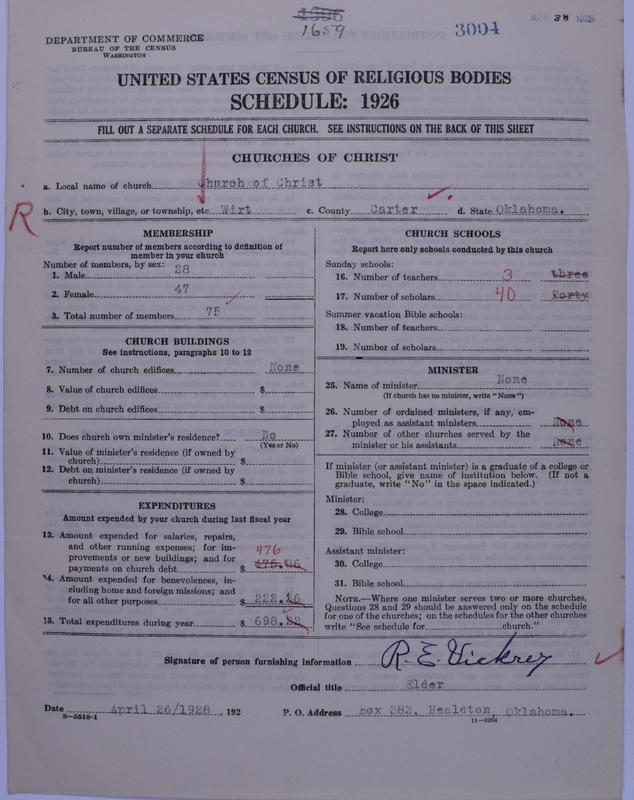 1659
3004
DEPARTMENT OF COMMERCE
BUREAU OF THE CENSUS
WASHINGTON
UNITED STATES CENSUS OF RELIGIOUS BODIES
SCHEDULE: 1926
FILL OUT A SEPARATE SCHEDULE FOR EACH CHURCH. SEE INSTRUCTIONS ON THE BACK OF THIS SHEET
CHURCHES OF CHRIST
a. Local name of church Church of Christ
R
b. City, town, village, or township, etc. Wirt c. County Carter d. State Oklahoma.
MEMBERSHIP
Report number of members according to definition of
member in your church
Number of members, by sex:
1. Male 28
2. Female 47
3. Total number of members 75
CHURCH BUILDINGS
See instructions, paragraphs 10 to 12
7. Number of church edifices None
8. Value of church edifices $
9. Debt on church edifices $
10. Does church own minister's residence? No
(Yes or No)
11. Value of minister's residence (if owned by
church) $
12. Debt on minister's residence (if owned by
church) $
EXPENDITURES
Amount expended by your church during last fiscal year
13. Amount expended for salaries, repairs,
and other running expenses; for im-
provements or new buildings; and for 476
payments on church debt $
14. Amount expended for benevolences, in-
cluding home and foreign missions; and
for all other purposes $ 222.
15. Total expenditures during year $ 698.
CHURCH SCHOOLS
Report here only schools conducted by this church
Sunday schools:
16. Number of teachers 3 three
17. Number of scholars 40 Forty
Summer vacation Bible schools:
18. Number of teachers
19. Number of scholars
MINISTER
25. Name of minister None
(If church has no minister, write "None")
26. Number of ordained ministers, if any, em-
ployed as assistant ministers None
27. Number of other churches served by the
minister or his assistants None
If minister (or assistant minister) is a graduate of a college or
Bible school, give name of institution below. (If not a
graduate, write "No" in the space indicated.)
Minister:
28. College
29. Bible school
Assistant minister:
30. College
31. Bible school
NOTE.—Where one minister serves two or more churches,
Questions 28 and 29 should be answered only on the schedule
for one of the churches; on the schedules for the other churches
write "See schedule for church."
Signature of person furnishing information R. E. Vickrey
Official title Elder
Date April 26/1928 , 192 P. O. Address Box 383, Healdton, Oklahoma.
8—5518-1 11—9204